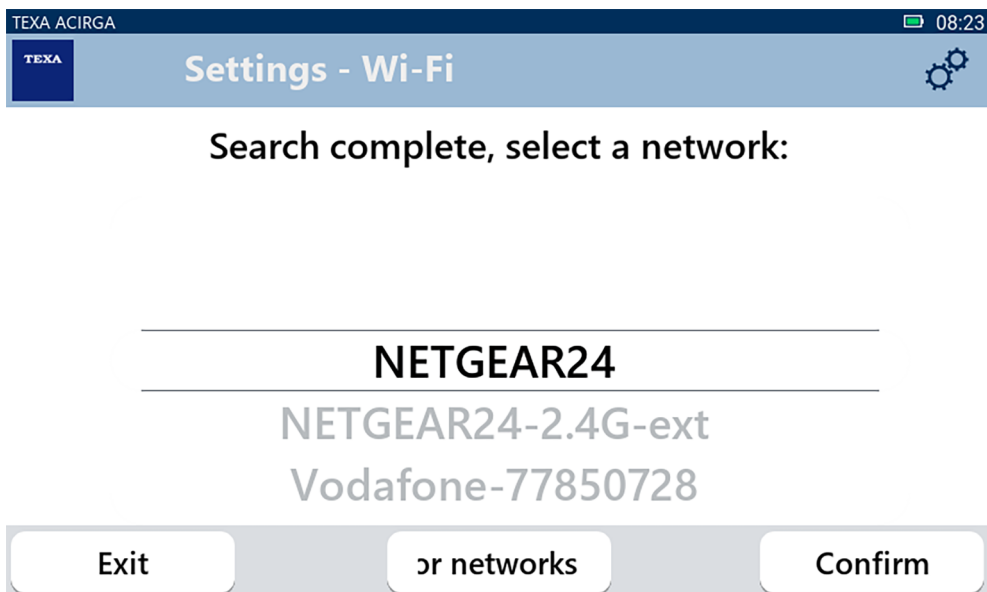 TEXA ACIRGA 08:23
TEXA Settings - Wi-Fi
Search complete, select a network:
NETGEAR24
NETGEAR24-2.4G-ext
Vodafone-77850728
Exit or networks Confirm